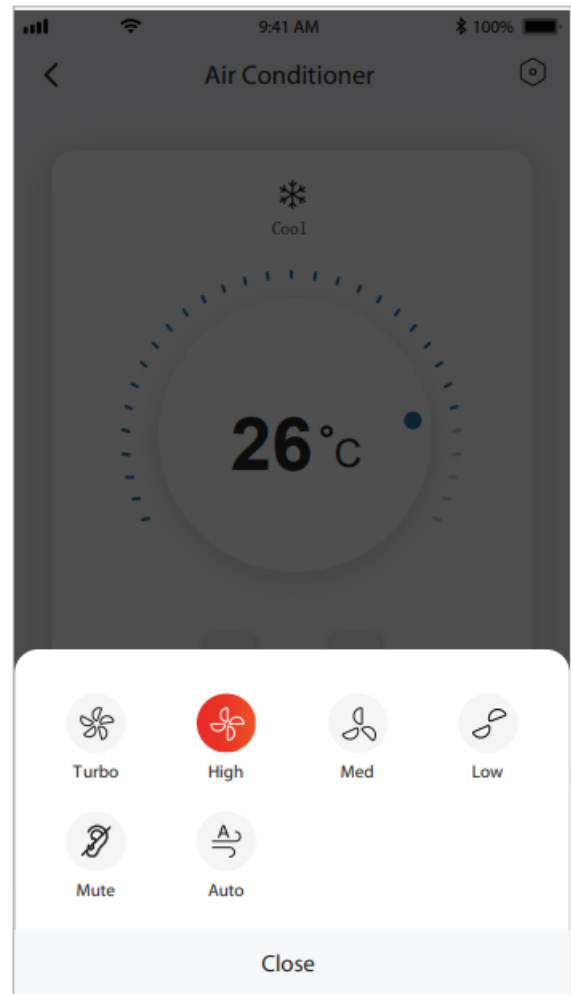 9:41 AM 100%
Air Conditioner
Cool
26°C
Turbo High Med Low
A
Mute Auto
Close